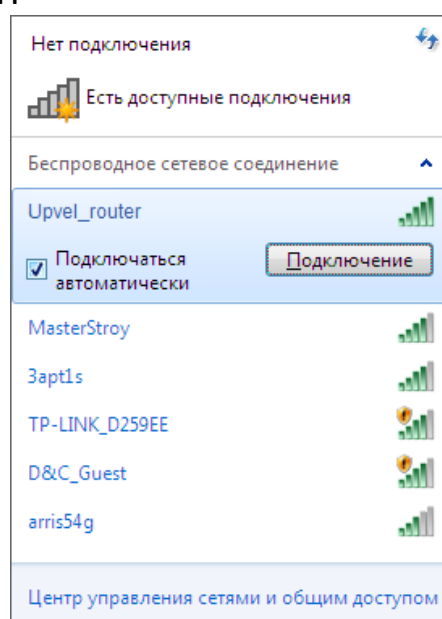 Нет подключения
Есть доступные подключения
Беспроводное сетевое соединение
Upvel_router
Подключаться
автоматически
Подключение
MasterStroy
3apt1s
TP-LINK_D259EE
D&C_Guest
arris54g
Центр управления сетями и общим доступом